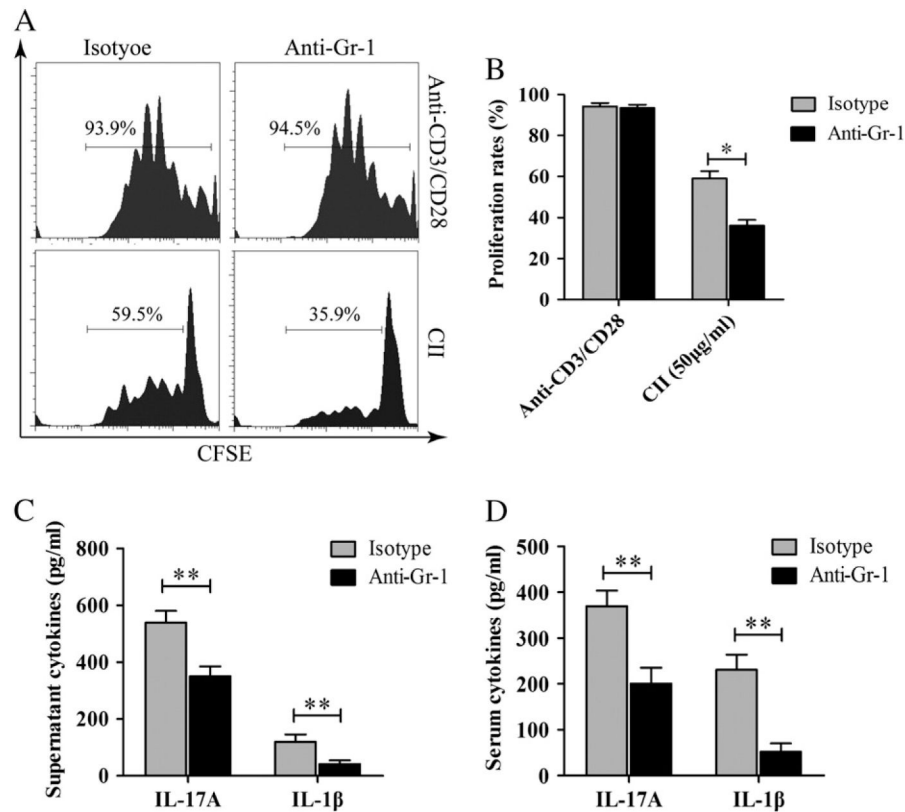 A
Isotyoe
Anti-Gr-1
93.9%
94.5%
Anti-CD3/CD28
59.5%
35.9%
CII
CFSE
B
Proliferation rates (%)
100
80
60
40
20
0
Isotype
Anti-Gr-1
*
Anti-CD3/CD28
CII (50μg/ml)
C
Supernatant cytokines (pg/ml)
800
600
400
200
0
Isotype
Anti-Gr-1
**
**
IL-17A
IL-1β
D
Serum cytokines (pg/ml)
500
400
300
200
100
0
Isotype
Anti-Gr-1
**
**
IL-17A
IL-1β